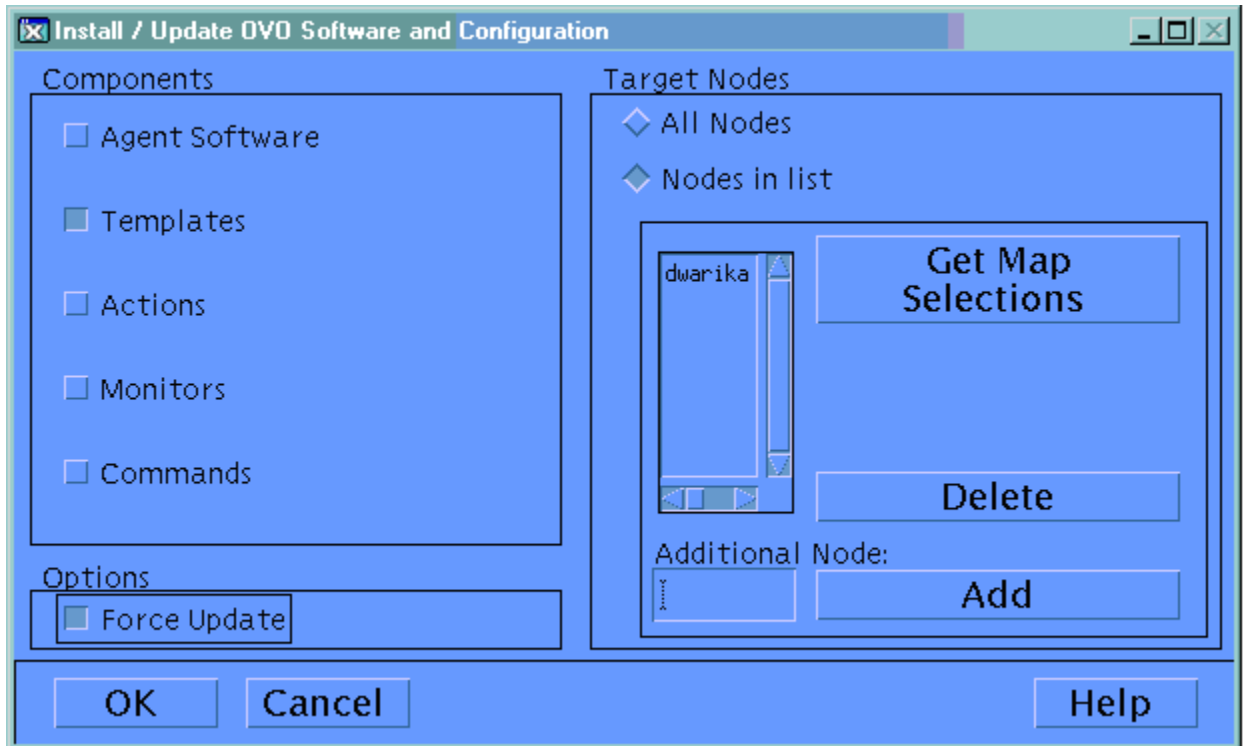 Install / Update OVO Software and Configuration
Components
Agent Software
Templates
Actions
Monitors
Commands
Options
Force Update
Target Nodes
All Nodes
Nodes in list
dwarika
Get Map
Selections
Delete
Additional Node:
Add
OK
Cancel
Help